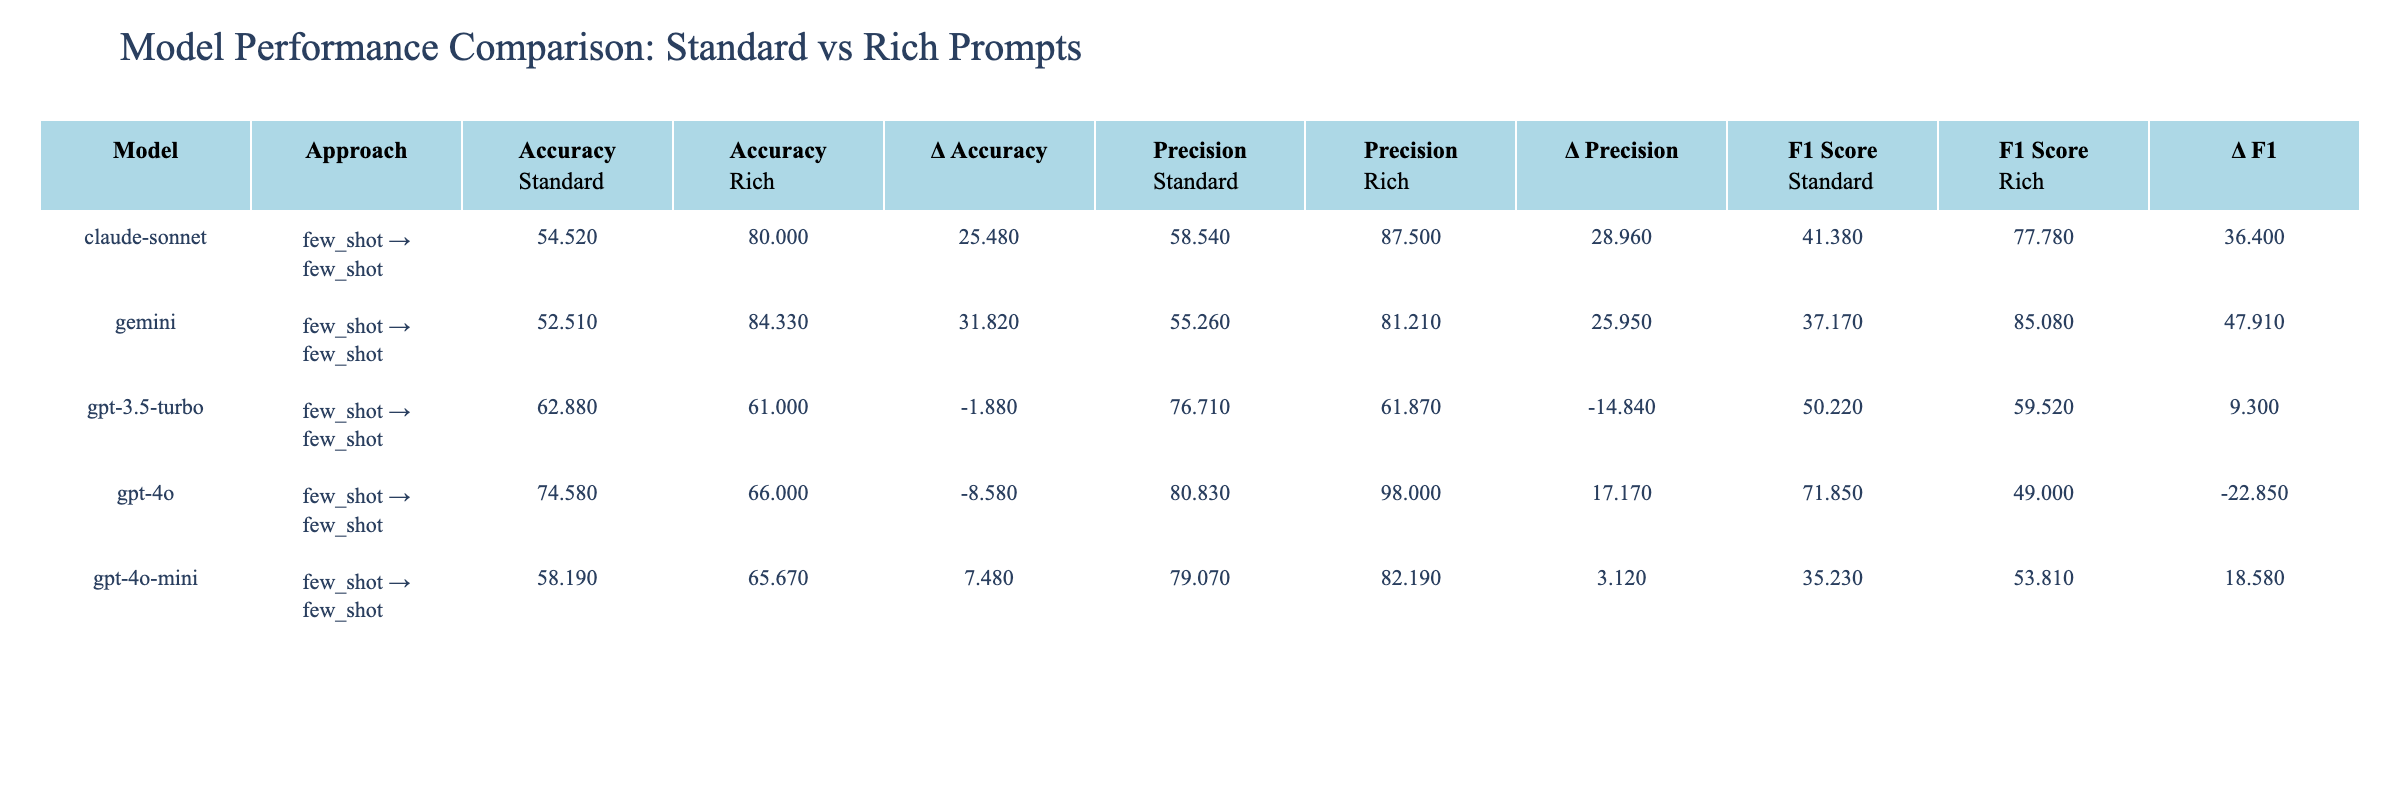 Model Performance Comparison: Standard vs Rich Prompts
Model Approach Accuracy Accuracy Δ Accuracy Precision Precision Δ Precision F1 Score F1 Score Δ F1
Standard Rich Standard Rich Standard Rich
claude-sonnet few_shot → 54.520 80.000 25.480 58.540 87.500 28.960 41.380 77.780 36.400
few_shot
gemini few_shot → 52.510 84.330 31.820 55.260 81.210 25.950 37.170 85.080 47.910
few_shot
gpt-3.5-turbo few_shot → 62.880 61.000 -1.880 76.710 61.870 -14.840 50.220 59.520 9.300
few_shot
gpt-4o few_shot → 74.580 66.000 -8.580 80.830 98.000 17.170 71.850 49.000 -22.850
few_shot
gpt-4o-mini few_shot → 58.190 65.670 7.480 79.070 82.190 3.120 35.230 53.810 18.580
few_shot